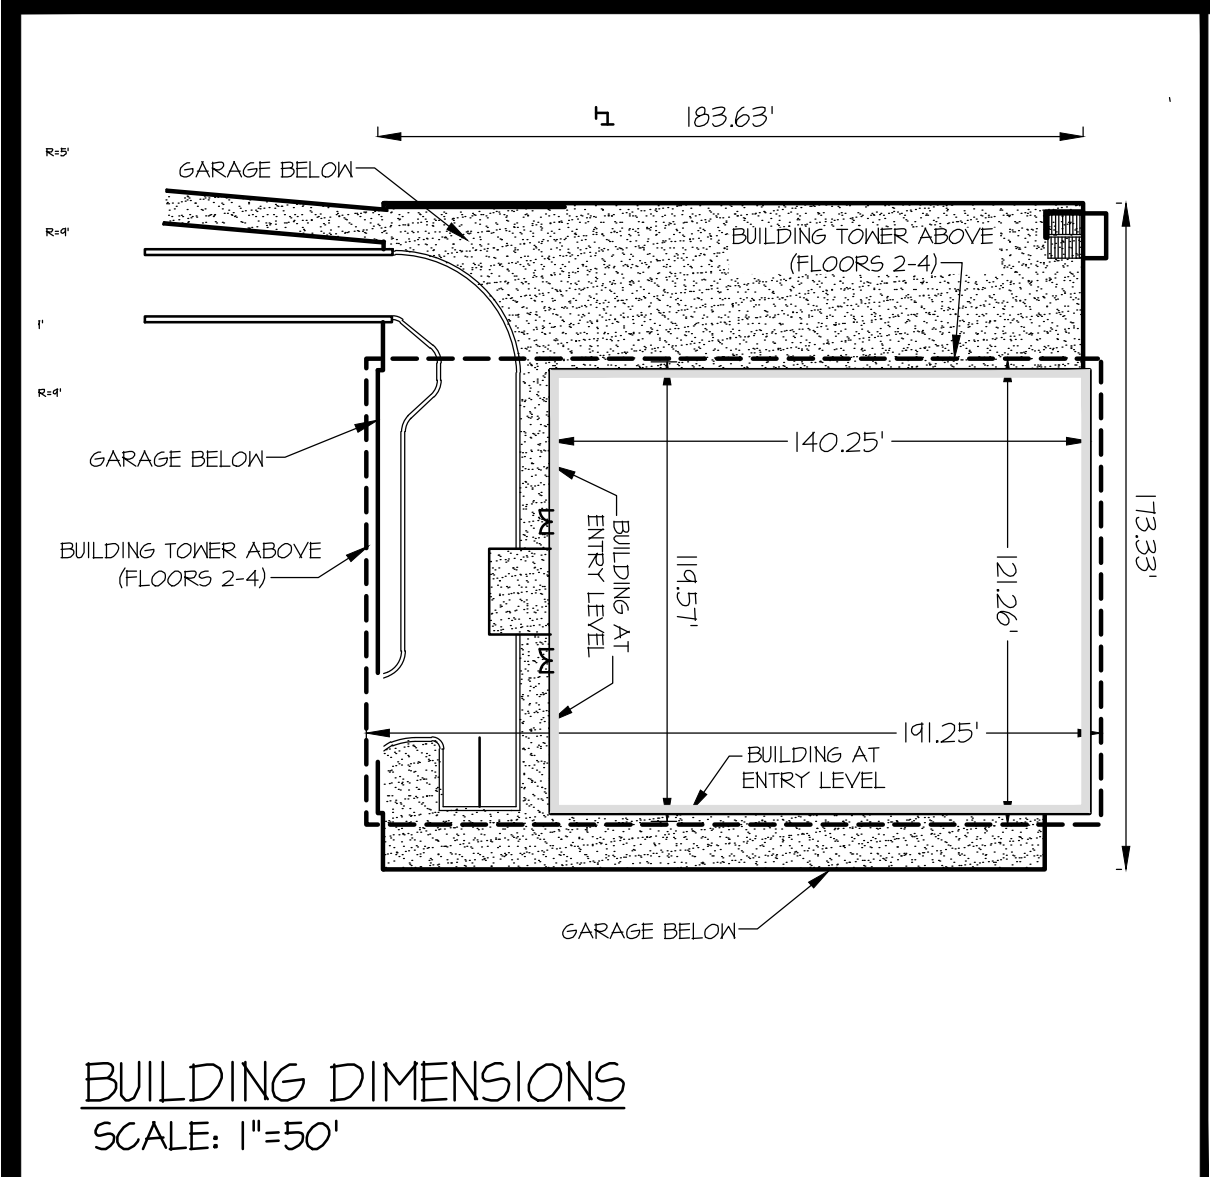 183.63'
R=5'
GARAGE BELOW
R=9'
BUILDING TOWER ABOVE
(FLOORS 2-4)
1'
R=9'
140.25'
GARAGE BELOW
173.33'
BUILDING AT
ENTRY LEVEL
BUILDING TOWER ABOVE
(FLOORS 2-4)
119.57'
121.26'
191.25'
BUILDING AT
ENTRY LEVEL
GARAGE BELOW
BUILDING DIMENSIONS
SCALE: 1"=50'